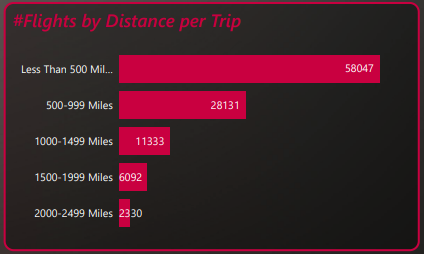 #Flights by Distance per Trip
Less Than 500 Mil... 58047
500-999 Miles 28131
1000-1499 Miles 11333
1500-1999 Miles 6092
2000-2499 Miles 2330